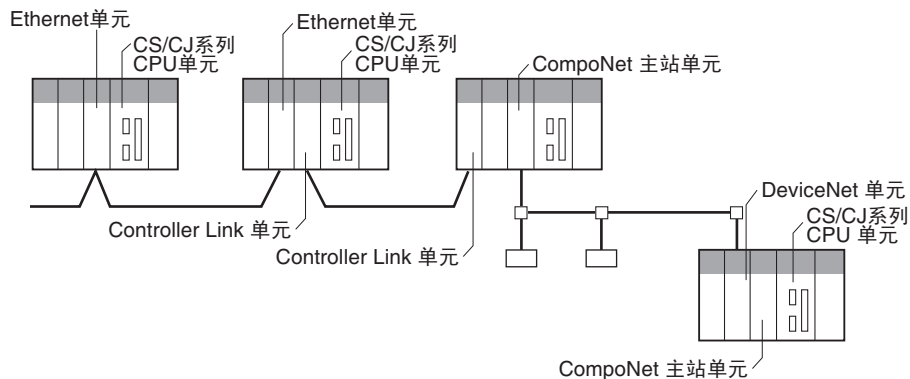 Ethernet单元
CS/CJ系列
CPU单元
Ethernet单元
CS/CJ系列
CPU单元
CompoNet 主站单元
Controller Link 单元
Controller Link 单元
DeviceNet 单元
CS/CJ系列
CPU 单元
CompoNet 主站单元